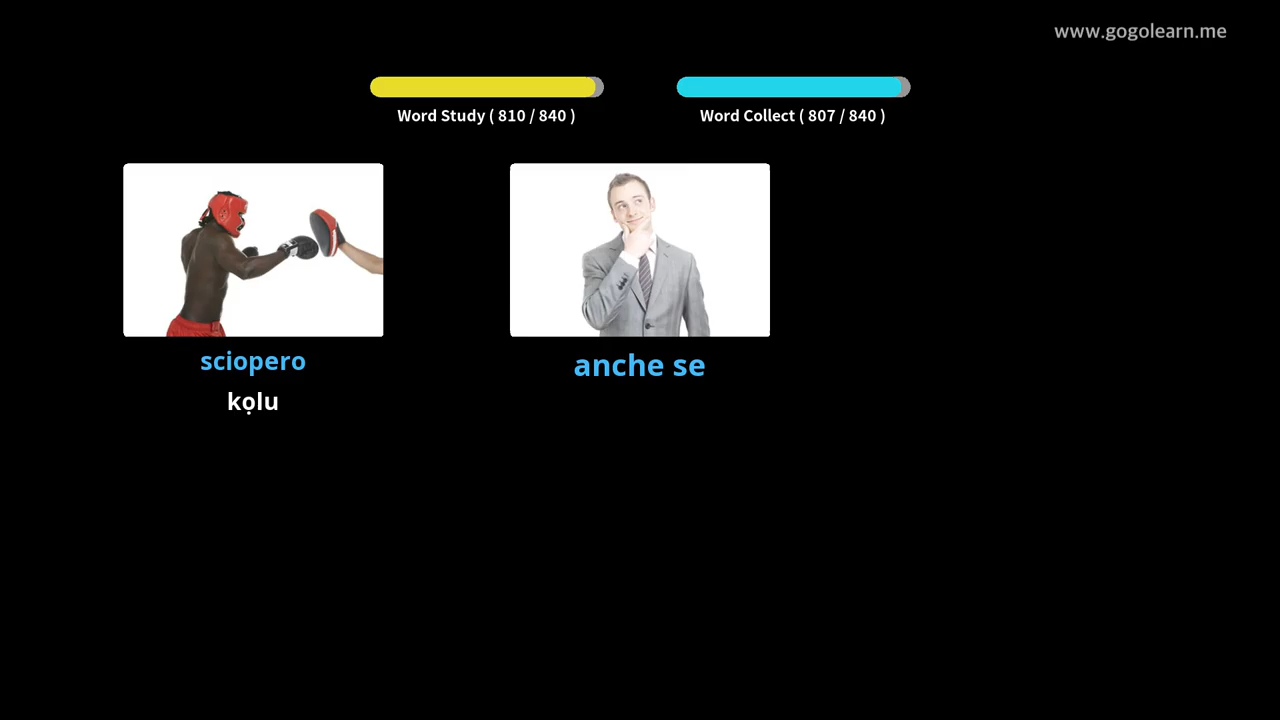 www.gogolearn.me
Word Study ( 810 / 840 )
Word Collect ( 807 / 840 )
sciopero
kọlu
anche se